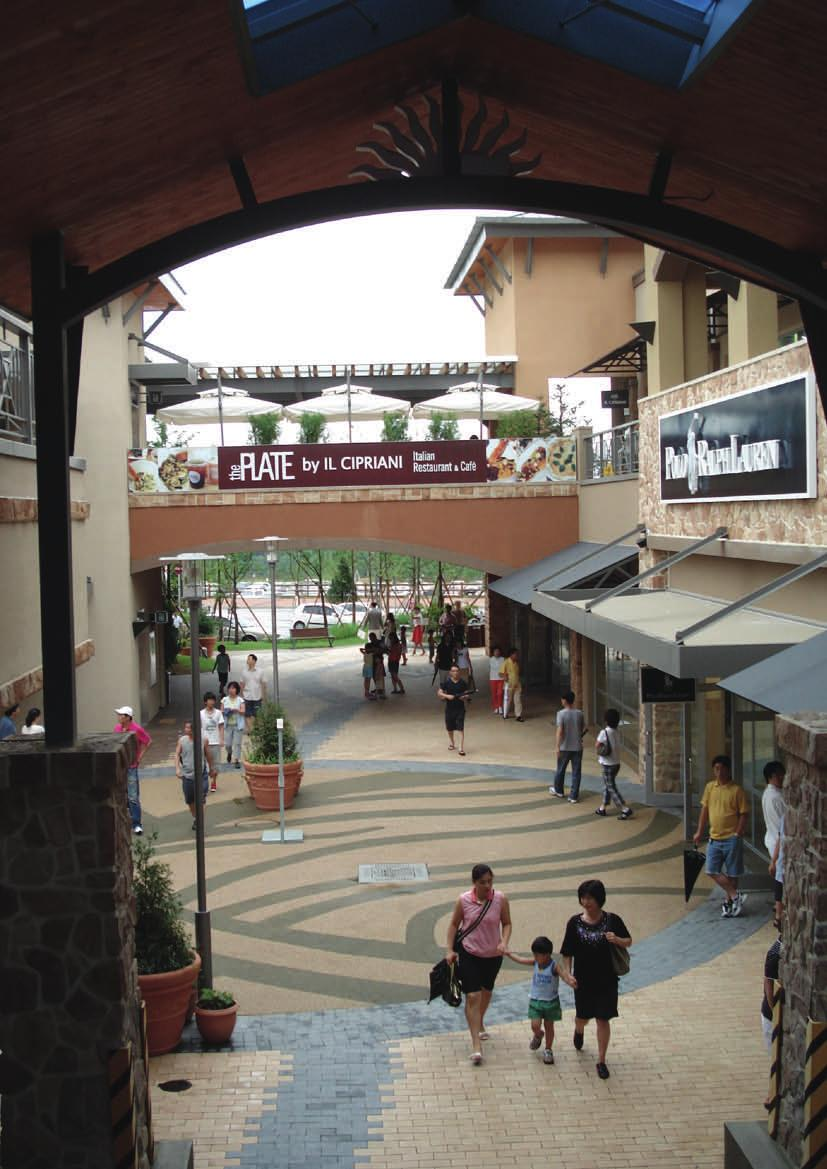 the PLATE by IL CIPRIANI Italian
Restaurant & Café
POLO RALPH LAUREN